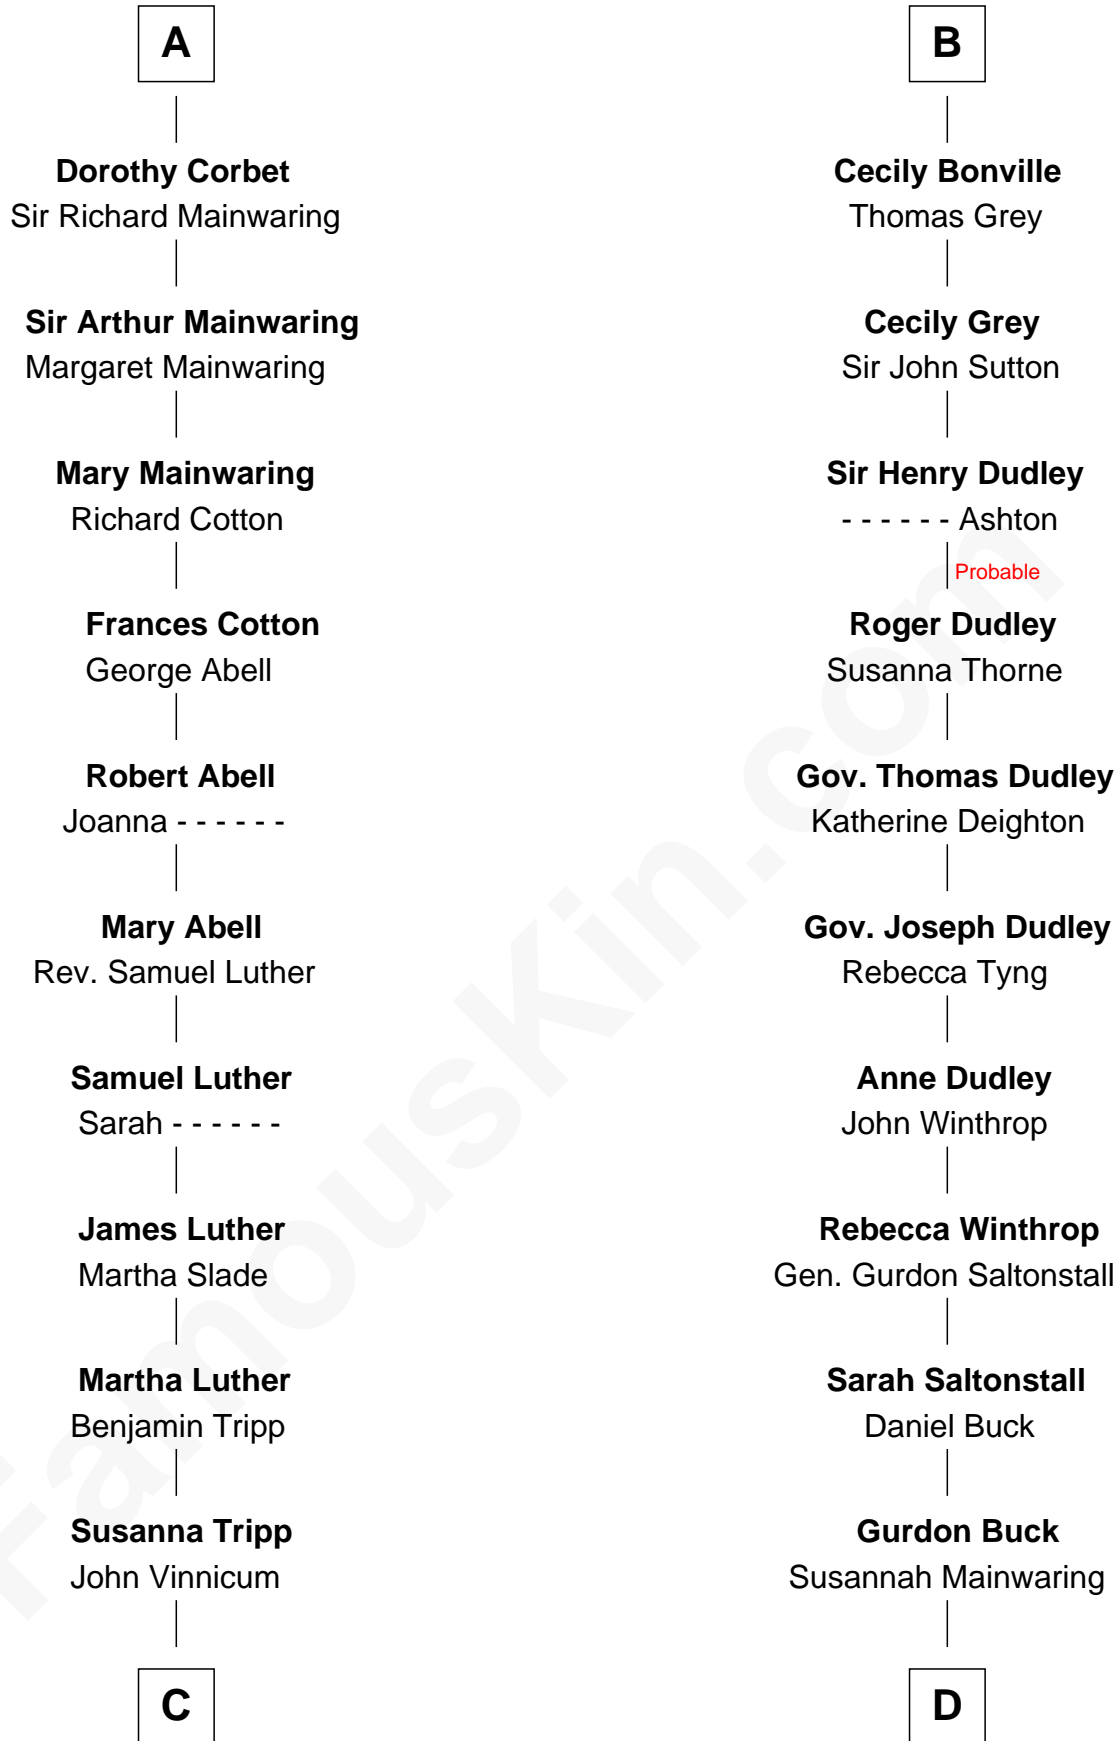 A
Dorothy Corbet
Sir Richard Mainwaring
Sir Arthur Mainwaring
Margaret Mainwaring
Mary Mainwaring
Richard Cotton
Frances Cotton
George Abell
Robert Abell
Joanna - - - - - -
Mary Abell
Rev. Samuel Luther
Samuel Luther
Sarah - - - - - -
James Luther
Martha Slade
Martha Luther
Benjamin Tripp
Susanna Tripp
John Vinnicum
C
B
Cecily Bonville
Thomas Grey
Cecily Grey
Sir John Sutton
Sir Henry Dudley
- - - - - - Ashton
Probable
Roger Dudley
Susanna Thorne
Gov. Thomas Dudley
Katherine Deighton
Gov. Joseph Dudley
Rebecca Tyng
Anne Dudley
John Winthrop
Rebecca Winthrop
Gen. Gurdon Saltonstall
Sarah Saltonstall
Daniel Buck
Gurdon Buck
Susannah Mainwaring
D
FamousKin.com